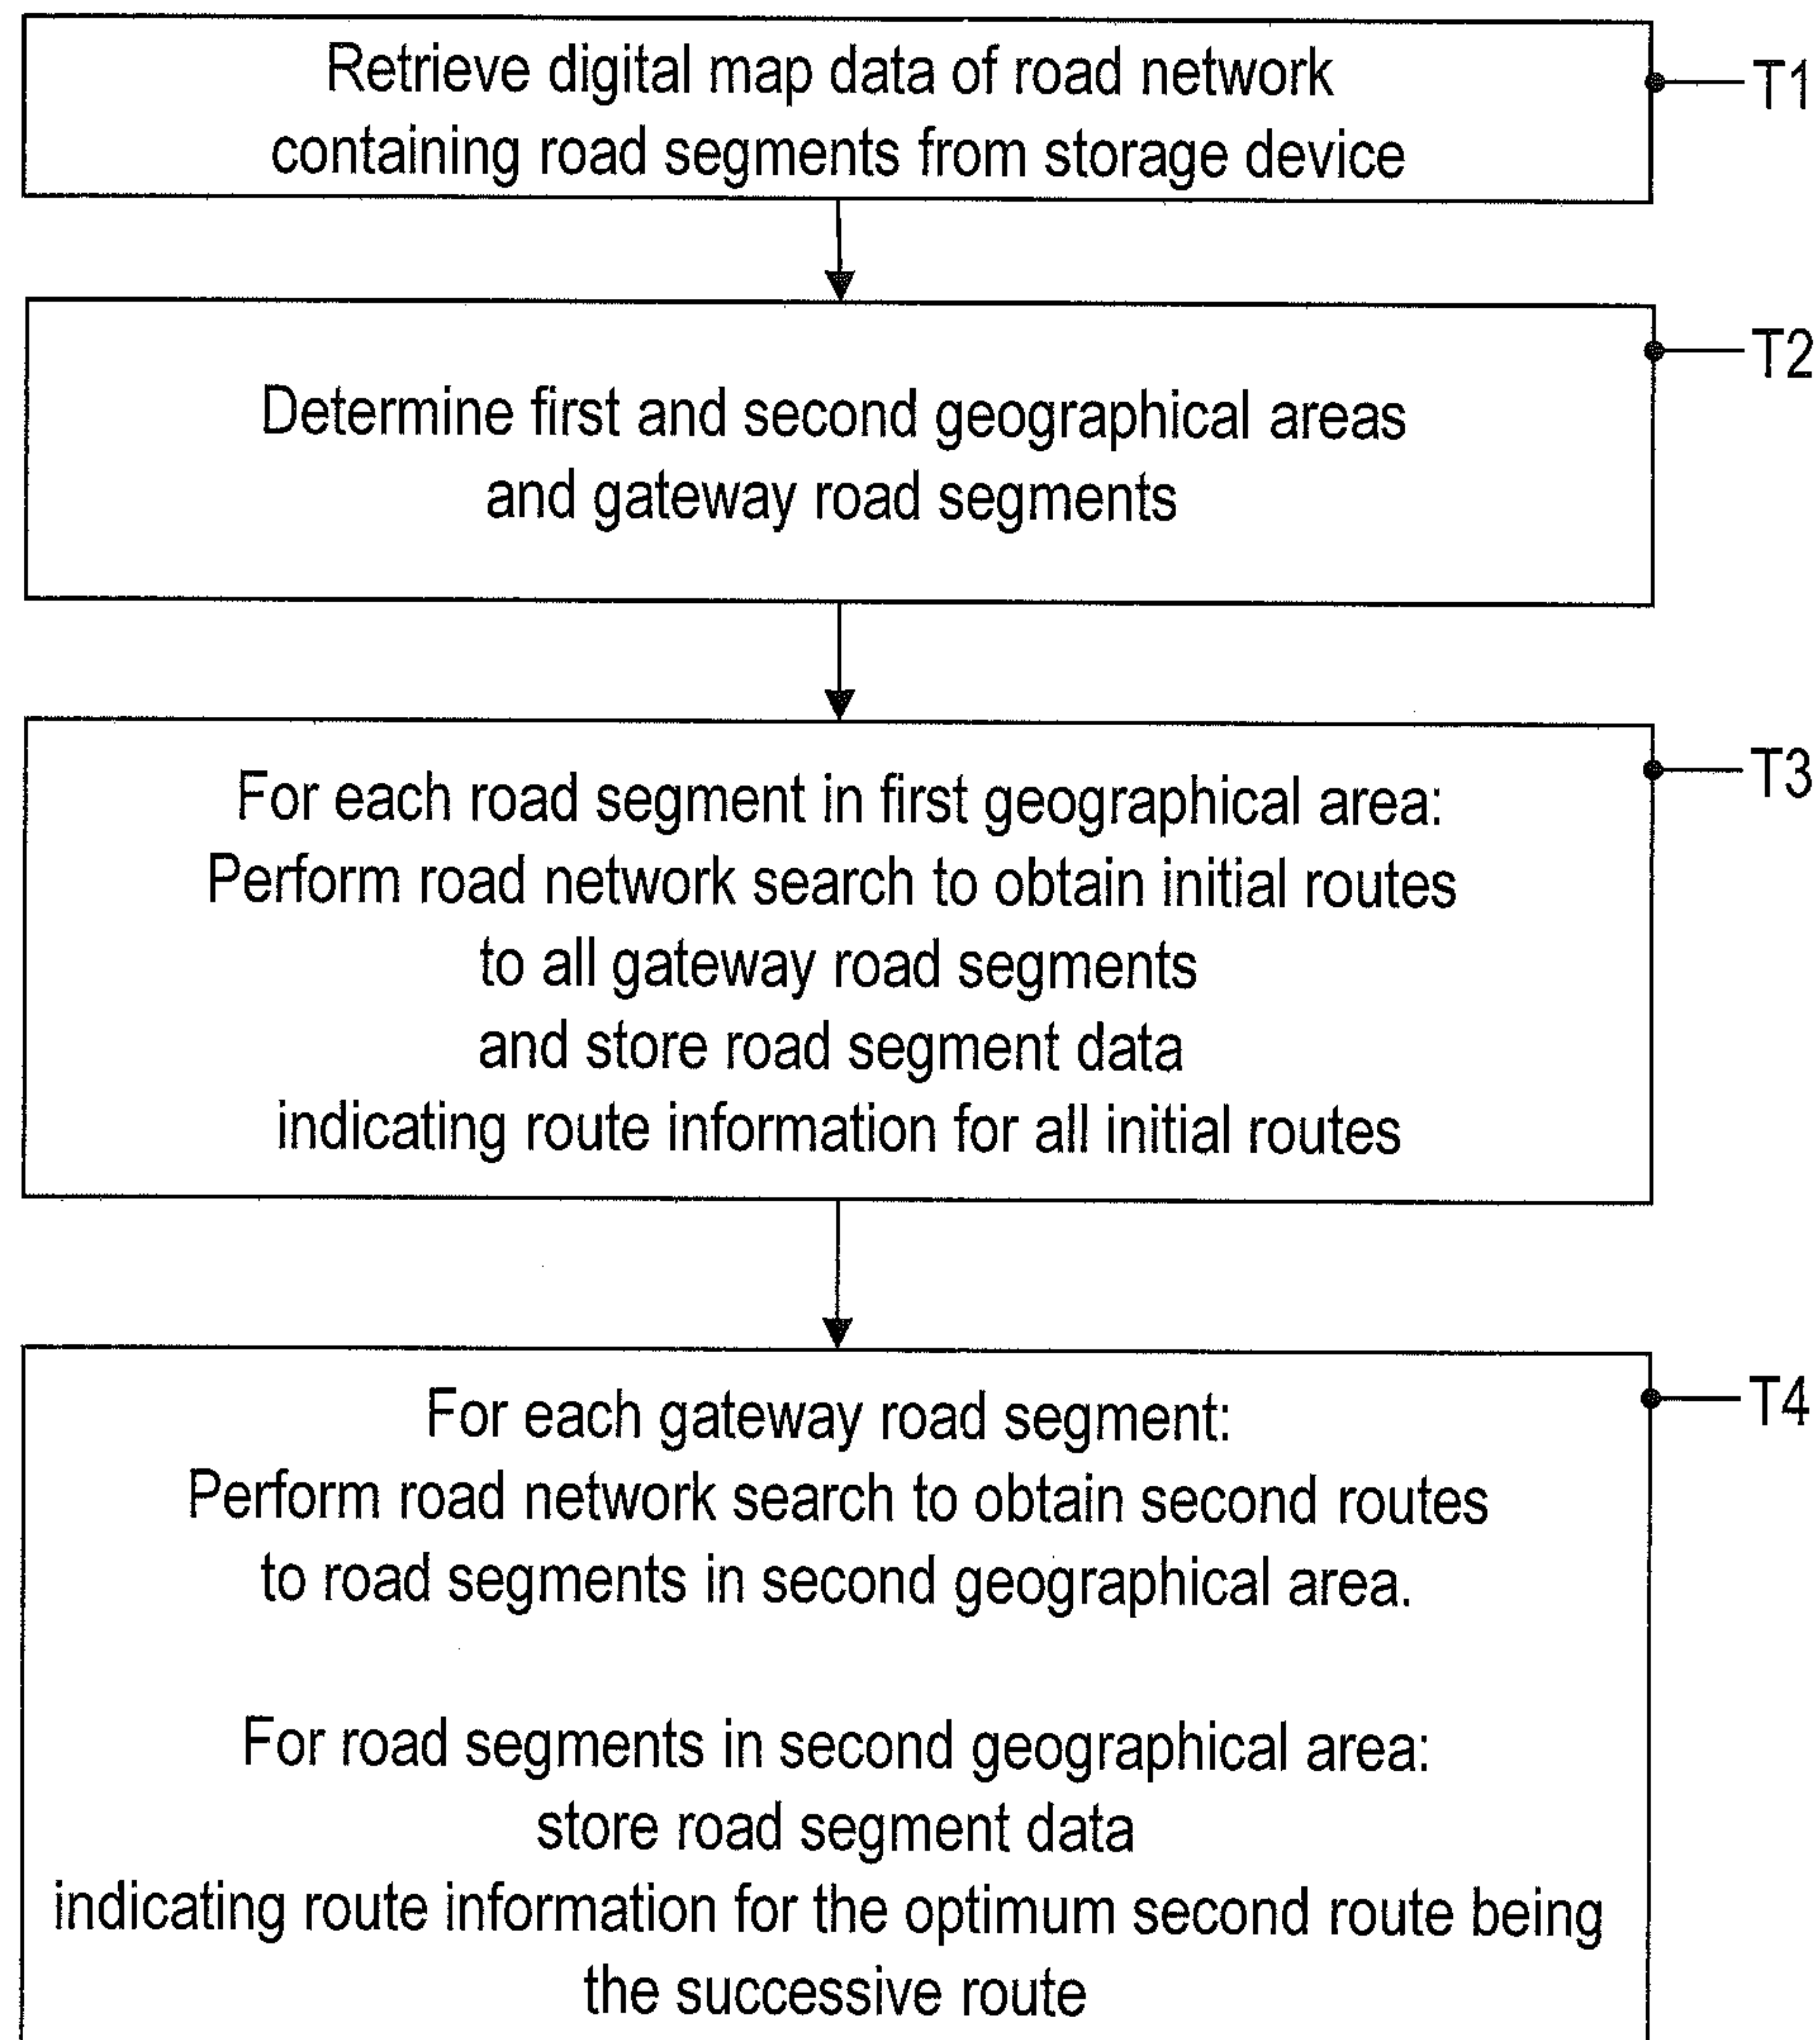 Retrieve digital map data of road network
containing road segments from storage device
T1
Determine first and second geographical areas
and gateway road segments
T2
For each road segment in first geographical area:
Perform road network search to obtain initial routes
to all gateway road segments
and store road segment data
indicating route information for all initial routes
T3
For each gateway road segment:
Perform road network search to obtain second routes
to road segments in second geographical area.
For road segments in second geographical area:
store road segment data
indicating route information for the optimum second route being
the successive route
T4